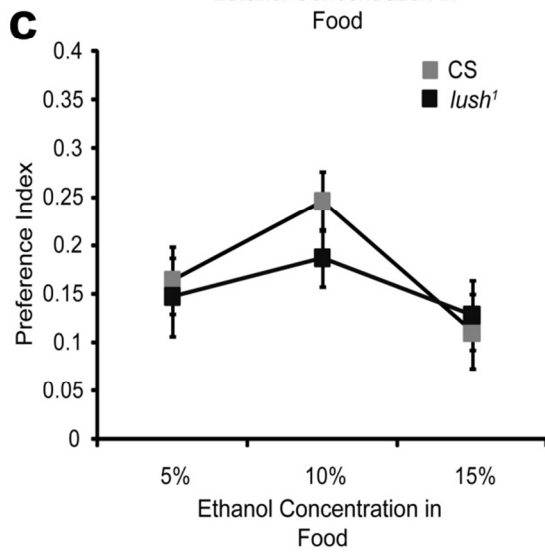 Food
C
0.4
0.35
0.3
0.25
0.2
0.15
0.1
0.05
0
Preference Index
CS
lush¹
5% 10% 15%
Ethanol Concentration in
Food